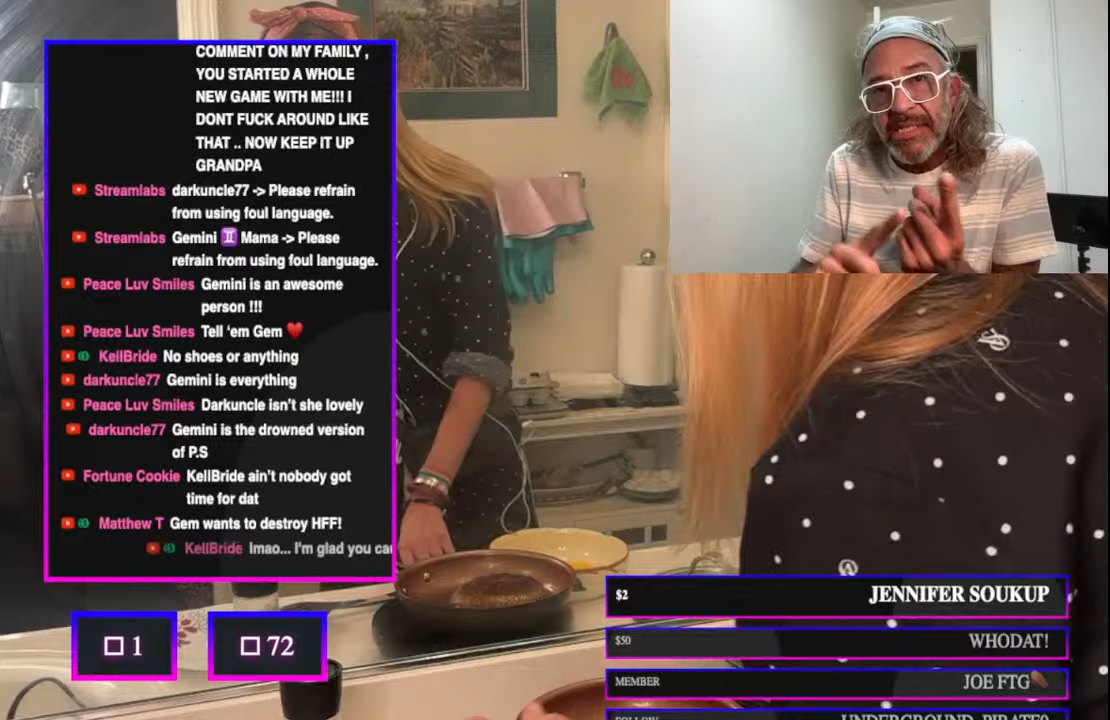 COMMENT ON MY FAMILY ,
YOU STARTED A WHOLE
NEW GAME WITH ME!!! I
DONT FUCK AROUND LIKE
THAT .. NOW KEEP IT UP
GRANDPA
Streamlabs darkuncle77 -> Please refrain
from using foul language.
Streamlabs Gemini ♊ Mama -> Please
refrain from using foul language.
Peace Luv Smiles Gemini is an awesome
person !!!
Peace Luv Smiles Tell ‘em Gem ❤️
KellBride No shoes or anything
darkuncle77 Gemini is everything
Peace Luv Smiles Darkuncle isn’t she lovely
darkuncle77 Gemini is the drowned version
of P.S
Fortune Cookie KellBride ain’t nobody got
time for dat
Matthew T Gem wants to destroy HFF!
KellBride lmao... I'm glad you
1
72
$2 JENNIFER SOUKUP
$50 WHODAT!
MEMBER JOE FTG
FOLLOW